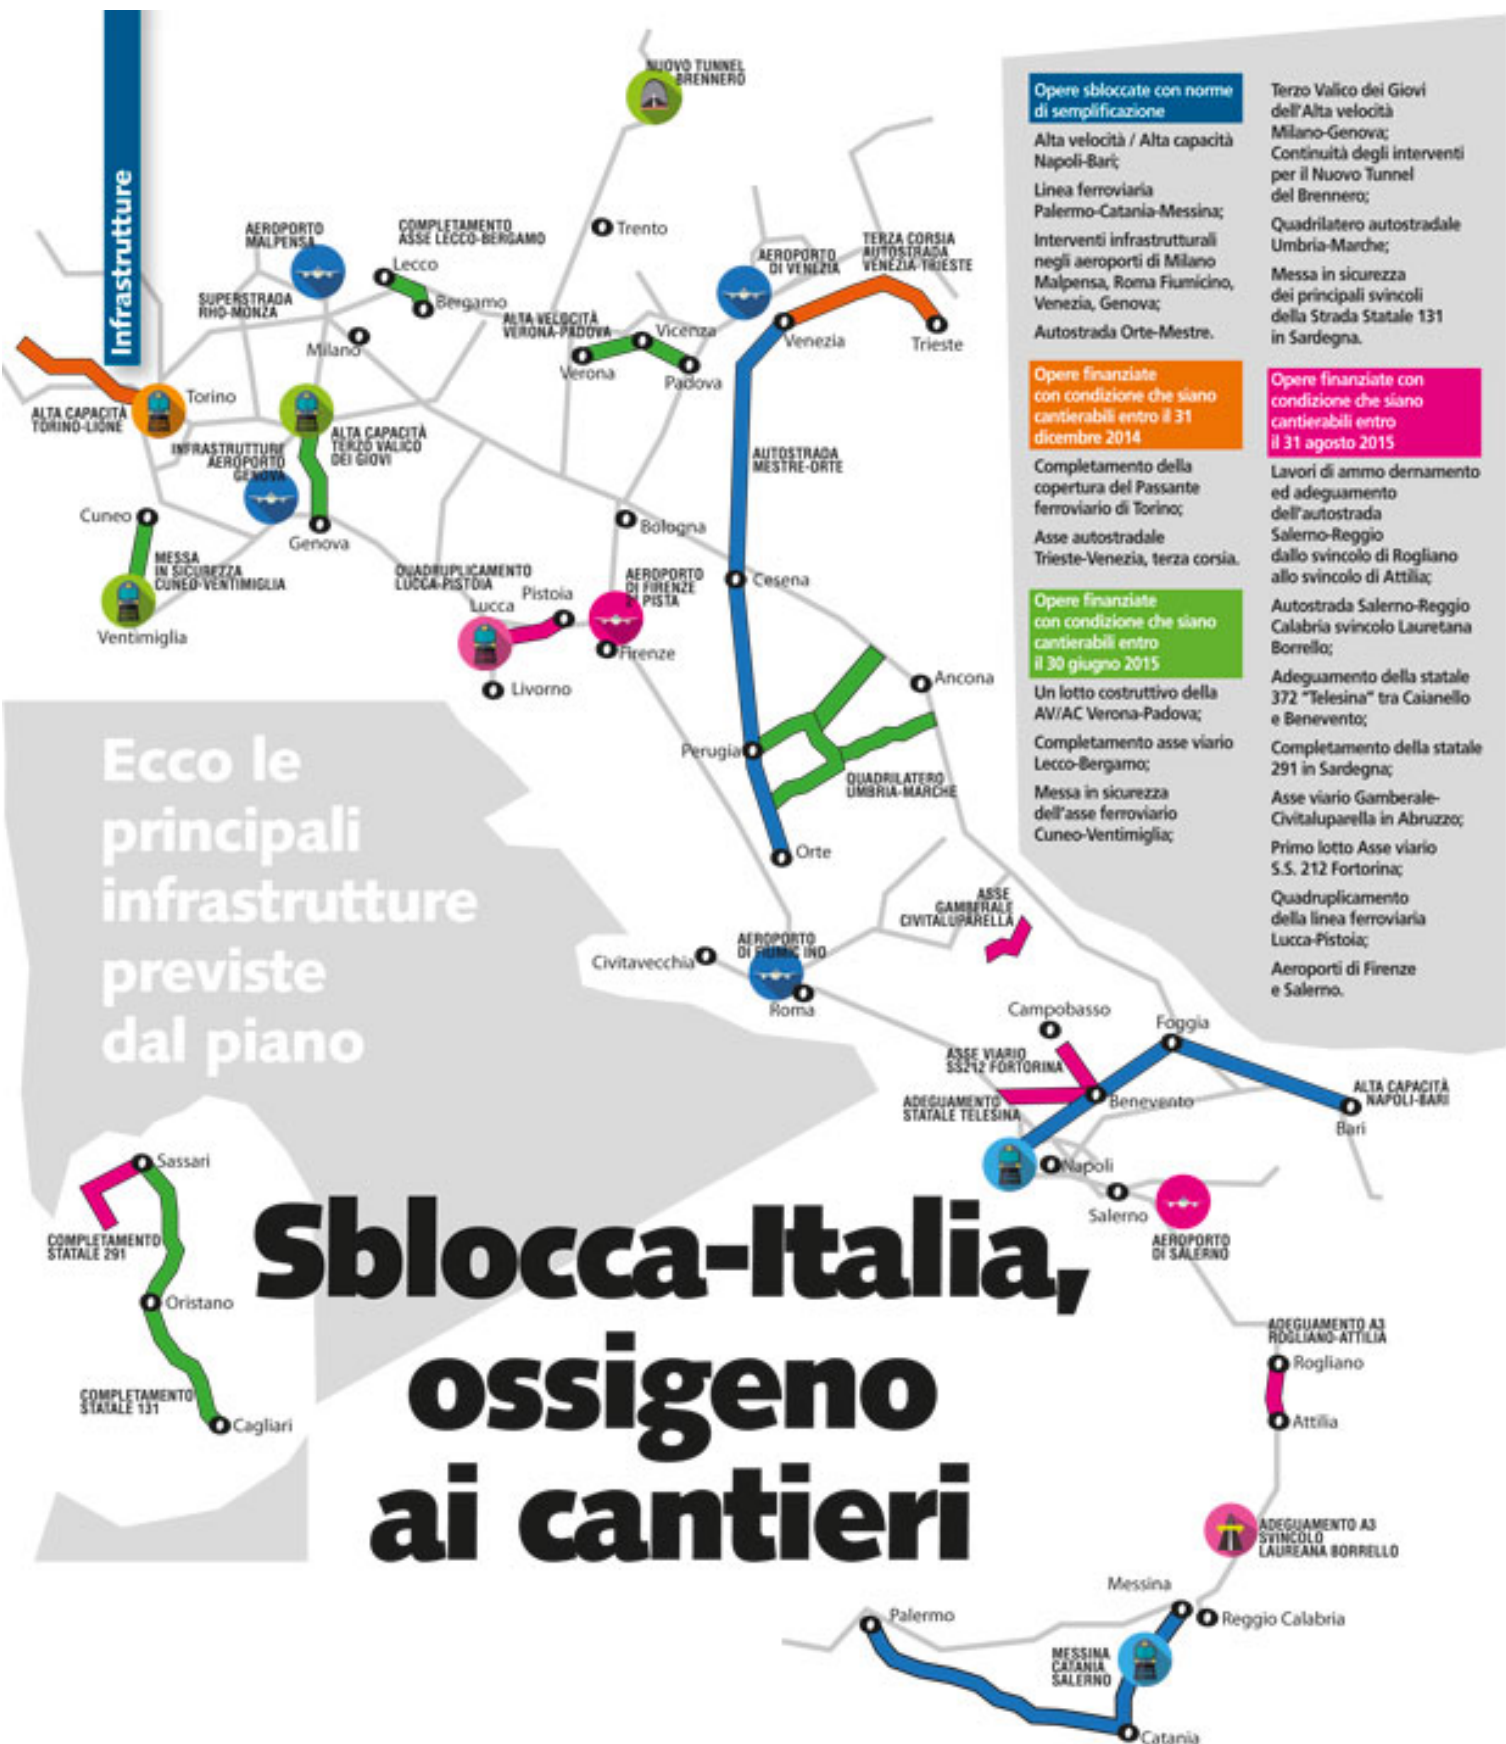 Infrastrutture
NUOVO TUNNEL
BRENNERO
AEROPORTO
MALPENSA
COMPLETAMENTO
ASSE LECCO-BERGAMO
Trento
AEROPORTO
DI VENEZIA
TERZA CORSIA
AUTOSTRADA
VENEZIA-TRIESTE
Lecco
Bergamo
SUPERSTRADA
RHO-MONZA
Milano
ALTA VELOCITÀ
VERONA-PADOVA
Vicenza
Verona
Padova
Venezia
Trieste
Torino
ALTA CAPACITÀ
TORINO-LIONE
ALTA CAPACITÀ
TERZO VALICO
DEI GIOVI
INFRASTRUTTURE
AEROPORTO
GENOVA
AUTOSTRADA
MESTRE-ORTE
Cuneo
Genova
Bologna
MESSA
IN SICUREZZA
CUNEO-VENTIMIGLIA
Ventimiglia
QUADRUPLICAMENTO
LUCCA-PISTOIA
Lucca
Pistoia
AEROPORTO
DI FIRENZE
2ª PISTA
Cesena
Firenze
Livorno
Ancona
Perugia
QUADRILATERO
UMBRIA-MARCHE
Orte
Ecco le
principali
infrastrutture
previste
dal piano
ASSE
GAMBERALE
CIVITALUPARELLA
AEROPORTO
DI FIUMIC INO
Civitavecchia
Roma
Campobasso
Foggia
ASSE VIARIO
SS212 FORTORINA
ADEGUAMENTO
STATALE TELESINA
Benevento
ALTA CAPACITÀ
NAPOLI-BARI
Bari
Napoli
Salerno
AEROPORTO
DI SALERNO
Sassari
COMPLETAMENTO
STATALE 291
Oristano
COMPLETAMENTO
STATALE 131
Cagliari
Sblocca-Italia,
ossigeno
ai cantieri
ADEGUAMENTO A3
ROGLIANO-ATTILIA
Rogliano
Attilia
ADEGUAMENTO A3
SVINCOLO
LAUREANA BORRELLO
Messina
Reggio Calabria
Palermo
MESSINA
CATANIA
SALERNO
Catania
Opere sbloccate con norme
di semplificazione
Alta velocità / Alta capacità
Napoli-Bari;
Linea ferroviaria
Palermo-Catania-Messina;
Interventi infrastrutturali
negli aeroporti di Milano
Malpensa, Roma Fiumicino,
Venezia, Genova;
Autostrada Orte-Mestre.
Opere finanziate
con condizione che siano
cantierabili entro il 31
dicembre 2014
Completamento della
copertura del Passante
ferroviario di Torino;
Asse autostradale
Trieste-Venezia, terza corsia.
Opere finanziate
con condizione che siano
cantierabili entro
il 30 giugno 2015
Un lotto costruttivo della
AV/AC Verona-Padova;
Completamento asse viario
Lecco-Bergamo;
Messa in sicurezza
dell'asse ferroviario
Cuneo-Ventimiglia;
Terzo Valico dei Giovi
dell'Alta velocità
Milano-Genova;
Continuità degli interventi
per il Nuovo Tunnel
del Brennero;
Quadrilatero autostradale
Umbria-Marche;
Messa in sicurezza
dei principali svincoli
della Strada Statale 131
in Sardegna.
Opere finanziate con
condizione che siano
cantierabili entro
il 31 agosto 2015
Lavori di ammo dernamento
ed adeguamento
dell'autostrada
Salerno-Reggio
dallo svincolo di Rogliano
allo svincolo di Attilia;
Autostrada Salerno-Reggio
Calabria svincolo Lauretana
Borrello;
Adeguamento della statale
372 "Telesina" tra Caianello
e Benevento;
Completamento della statale
291 in Sardegna;
Asse viario Gamberale-
Civitaluparella in Abruzzo;
Primo lotto Asse viario
S.S. 212 Fortorina;
Quadruplicamento
della linea ferroviaria
Lucca-Pistoia;
Aeroporti di Firenze
e Salerno.